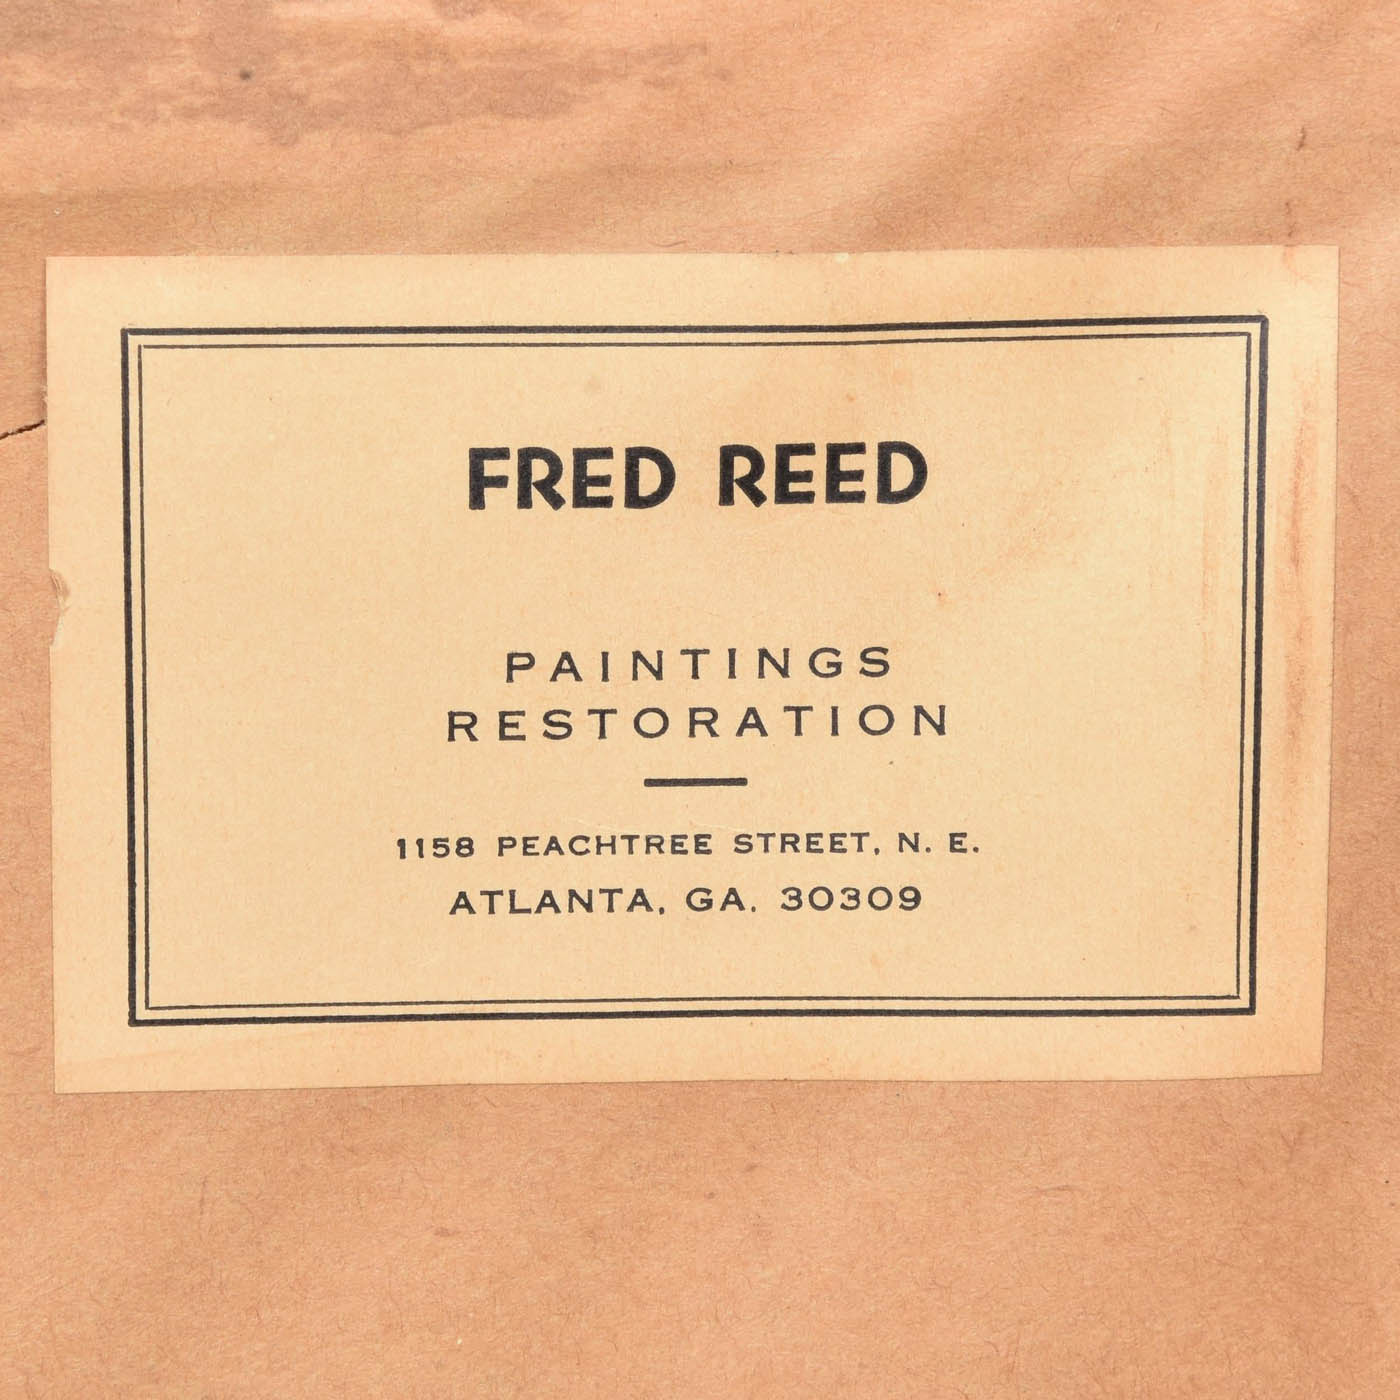 FRED REED
PAINTINGS
RESTORATION
1158 PEACHTREE STREET, N. E.
ATLANTA, GA. 30309